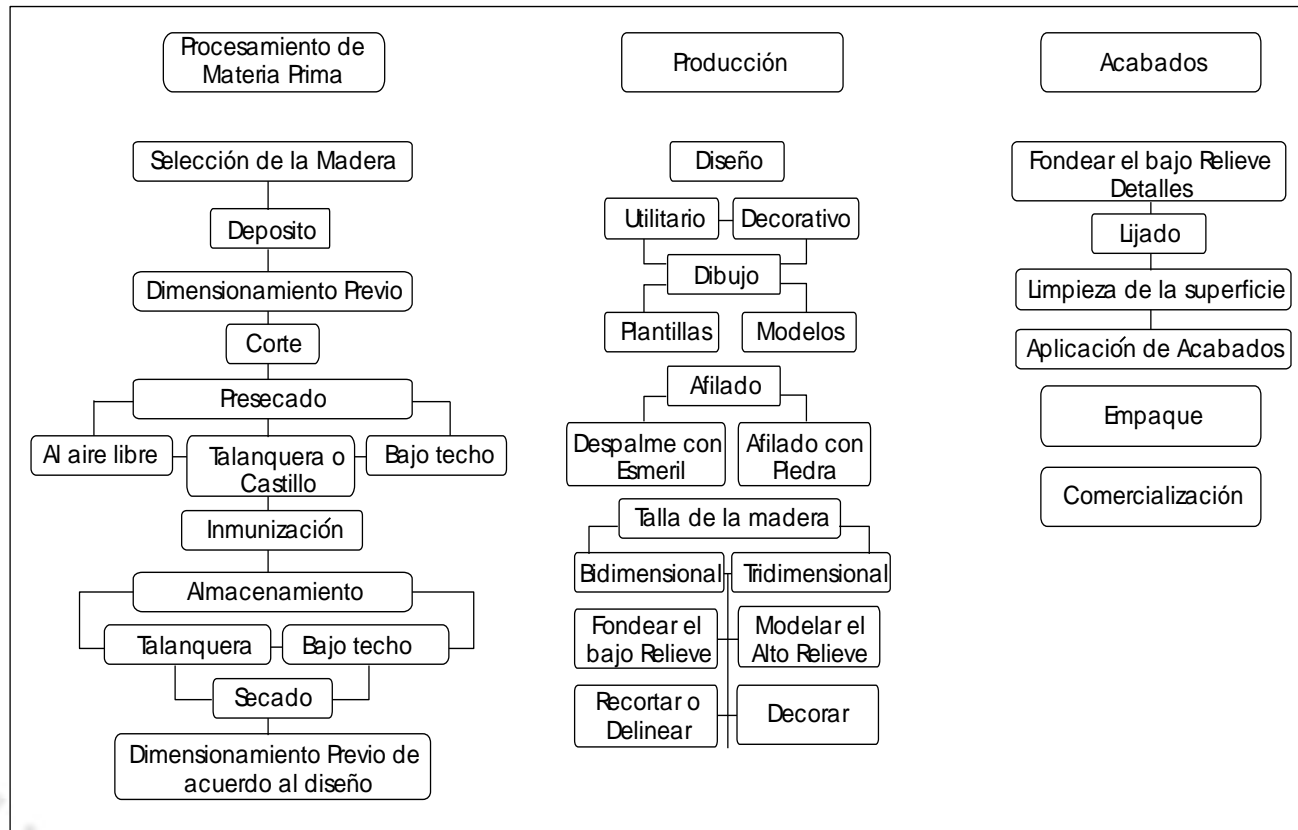 Procesamiento de
Materia Prima
Selección de la Madera
Deposito
Dimensionamiento Previo
Corte
Presecado
Al aire libre
Talanquera o
Castillo
Bajo techo
Inmunización
Almacenamiento
Talanquera
Bajo techo
Secado
Dimensionamiento Previo de
acuerdo al diseño
Producción
Diseño
Utilitario
Decorativo
Dibujo
Plantillas
Modelos
Afilado
Despalme con
Esmeril
Afilado con
Piedra
Talla de la madera
Bidimensional
Tridimensional
Fondear el
bajo Relieve
Modelar el
Alto Relieve
Recortar o
Delinear
Decorar
Acabados
Fondear el bajo Relieve
Detalles
Lijado
Limpieza de la superficie
Aplicación de Acabados
Empaque
Comercialización